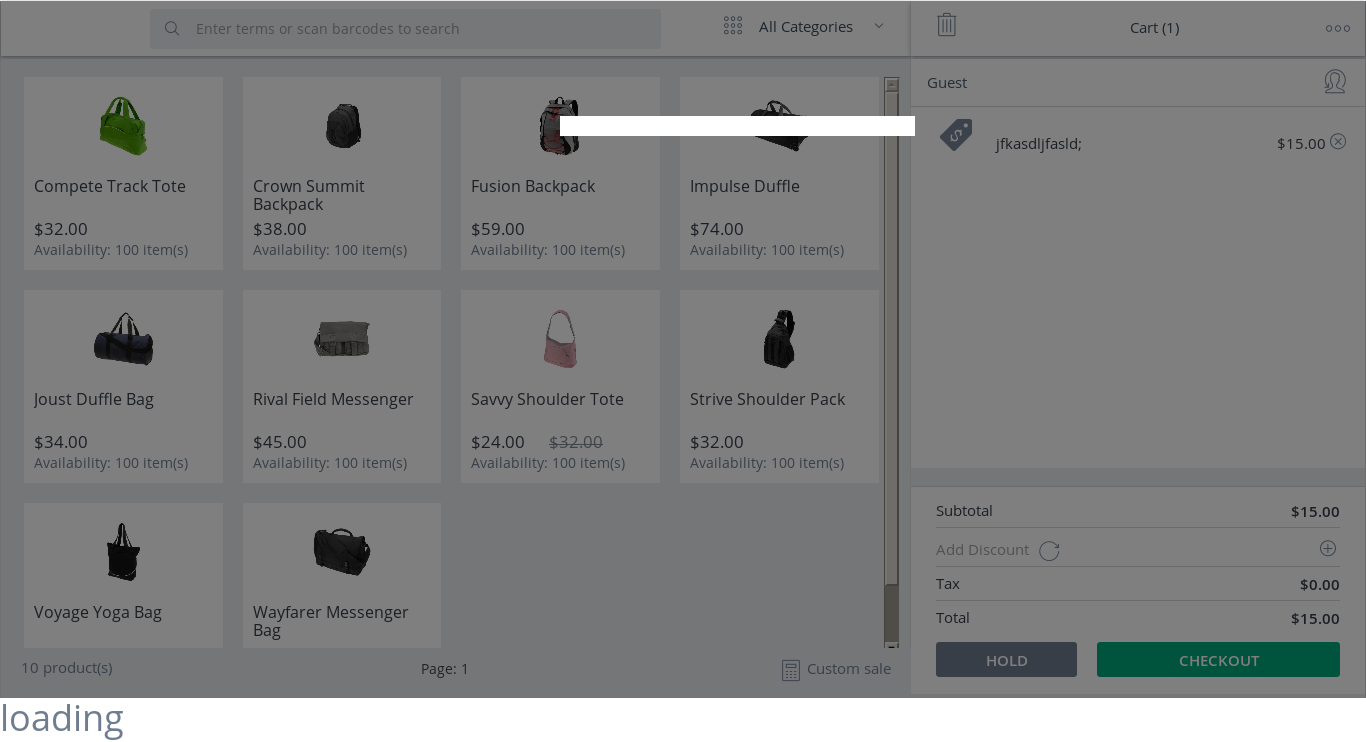 Enter terms or scan barcodes to search
All Categories
Cart (1)
Guest
jfkasdljfasld;
$15.00
Compete Track Tote
$32.00
Availability: 100 item(s)
Crown Summit
Backpack
$38.00
Availability: 100 item(s)
Fusion Backpack
$59.00
Availability: 100 item(s)
Impulse Duffle
$74.00
Availability: 100 item(s)
Joust Duffle Bag
$34.00
Availability: 100 item(s)
Rival Field Messenger
$45.00
Availability: 100 item(s)
Savvy Shoulder Tote
$24.00 $32.00
Availability: 100 item(s)
Strive Shoulder Pack
$32.00
Availability: 100 item(s)
Voyage Yoga Bag
Wayfarer Messenger
Bag
10 product(s)
Page: 1
Custom sale
Subtotal $15.00
Add Discount
Tax $0.00
Total $15.00
HOLD
CHECKOUT
loading